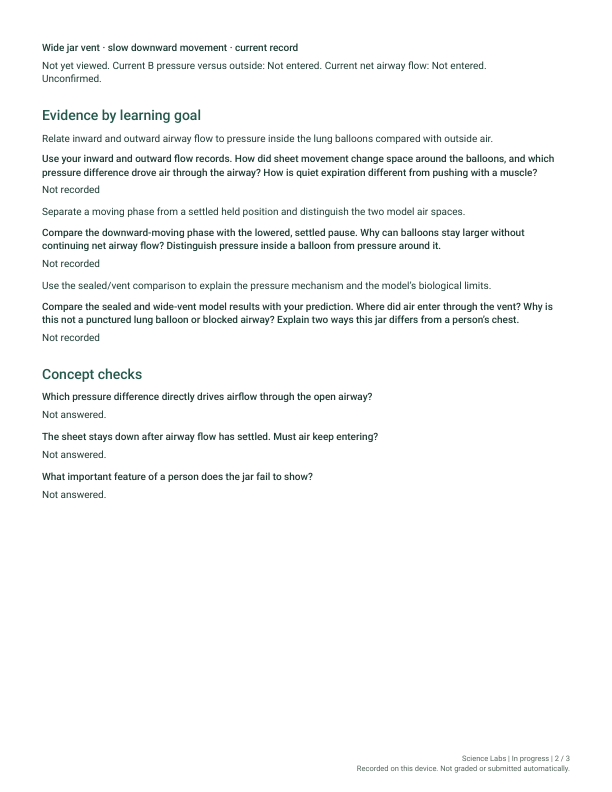 Wide jar vent · slow downward movement · current record
Not yet viewed. Current B pressure versus outside: Not entered. Current net airway flow: Not entered.
Unconfirmed.
Evidence by learning goal
Relate inward and outward airway flow to pressure inside the lung balloons compared with outside air.
Use your inward and outward flow records. How did sheet movement change space around the balloons, and which
pressure difference drove air through the airway? How is quiet expiration different from pushing with a muscle?
Not recorded
Separate a moving phase from a settled held position and distinguish the two model air spaces.
Compare the downward-moving phase with the lowered, settled pause. Why can balloons stay larger without
continuing net airway flow? Distinguish pressure inside a balloon from pressure around it.
Not recorded
Use the sealed/vent comparison to explain the pressure mechanism and the model's biological limits.
Compare the sealed and wide-vent model results with your prediction. Where did air enter through the vent? Why is
this not a punctured lung balloon or blocked airway? Explain two ways this jar differs from a person's chest.
Not recorded
Concept checks
Which pressure difference directly drives airflow through the open airway?
Not answered.
The sheet stays down after airway flow has settled. Must air keep entering?
Not answered.
What important feature of a person does the jar fail to show?
Not answered.
Science Labs | In progress | 2 / 3
Recorded on this device. Not graded or submitted automatically.